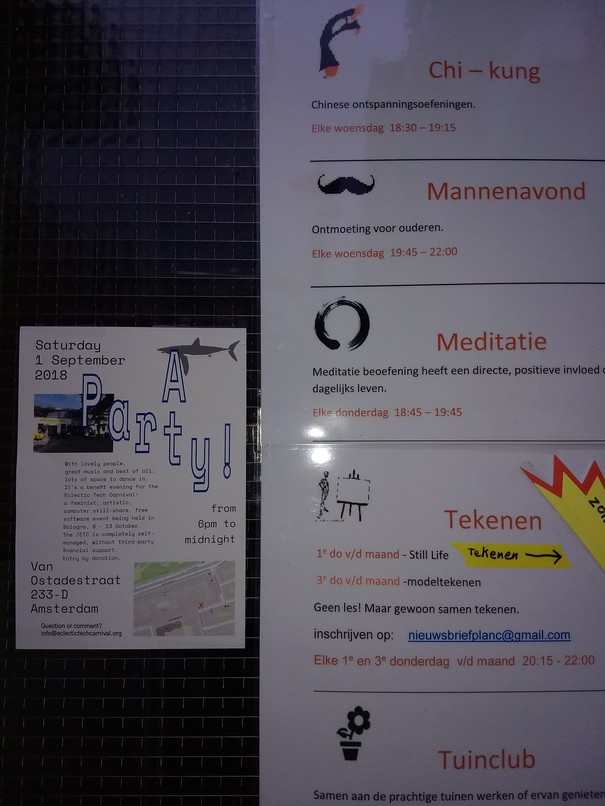 Saturday
1 September
2018
A
Party!
With lovely people,
great music and best of all,
lots of space to dance in.
It's a benefit evening for the
Eclectic Tech Carnival:
a feminist, artistic,
computer skill-share, free
software event being held in
Bologna, 8 - 13 October.
The /ETC is completely self-
managed, without third-party
financial support.
Entry by donation.
from
6pm to
midnight
Van
Ostadestraat
233-D
Amsterdam
Question or comment?
info@eclectictechcarnival.org
X
Chi – kung
Chinese ontspanningsoefeningen.
Elke woensdag 18:30 – 19:15
Mannenavond
Ontmoeting voor ouderen.
Elke woensdag 19:45 – 22:00
Meditatie
Meditatie beoefening heeft een directe, positieve invloed
dagelijks leven.
Elke donderdag 18:45 – 19:45
Tekenen
1e do v/d maand - Still Life Tekenen
3e do v/d maand -modeltekenen
Geen les! Maar gewoon samen tekenen.
inschrijven op: nieuwsbriefplanc@gmail.com
Elke 1e en 3e donderdag v/d maand 20:15 - 22:00
Tuinclub
Samen aan de prachtige tuinen werken of ervan genieten